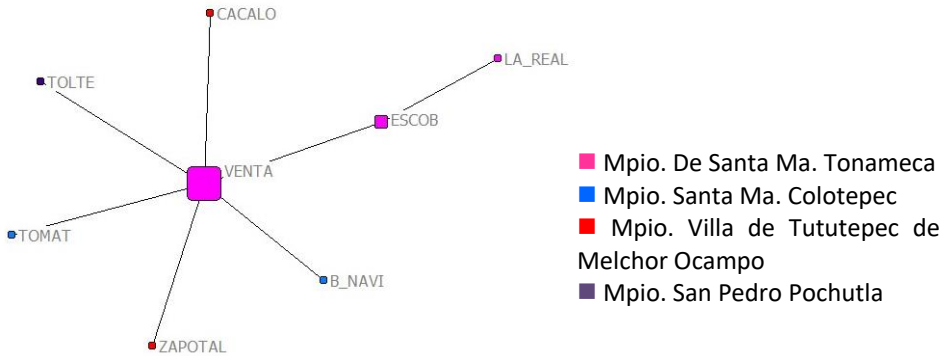 CACALO
LA_REAL
TOLTE
ESCOB
VENTA
TOMAT
B_NAVI
ZAPOTAL
Mpio. De Santa Ma. Tonameca
Mpio. Santa Ma. Colotepec
Mpio. Villa de Tututepec de
Melchor Ocampo
Mpio. San Pedro Pochutla